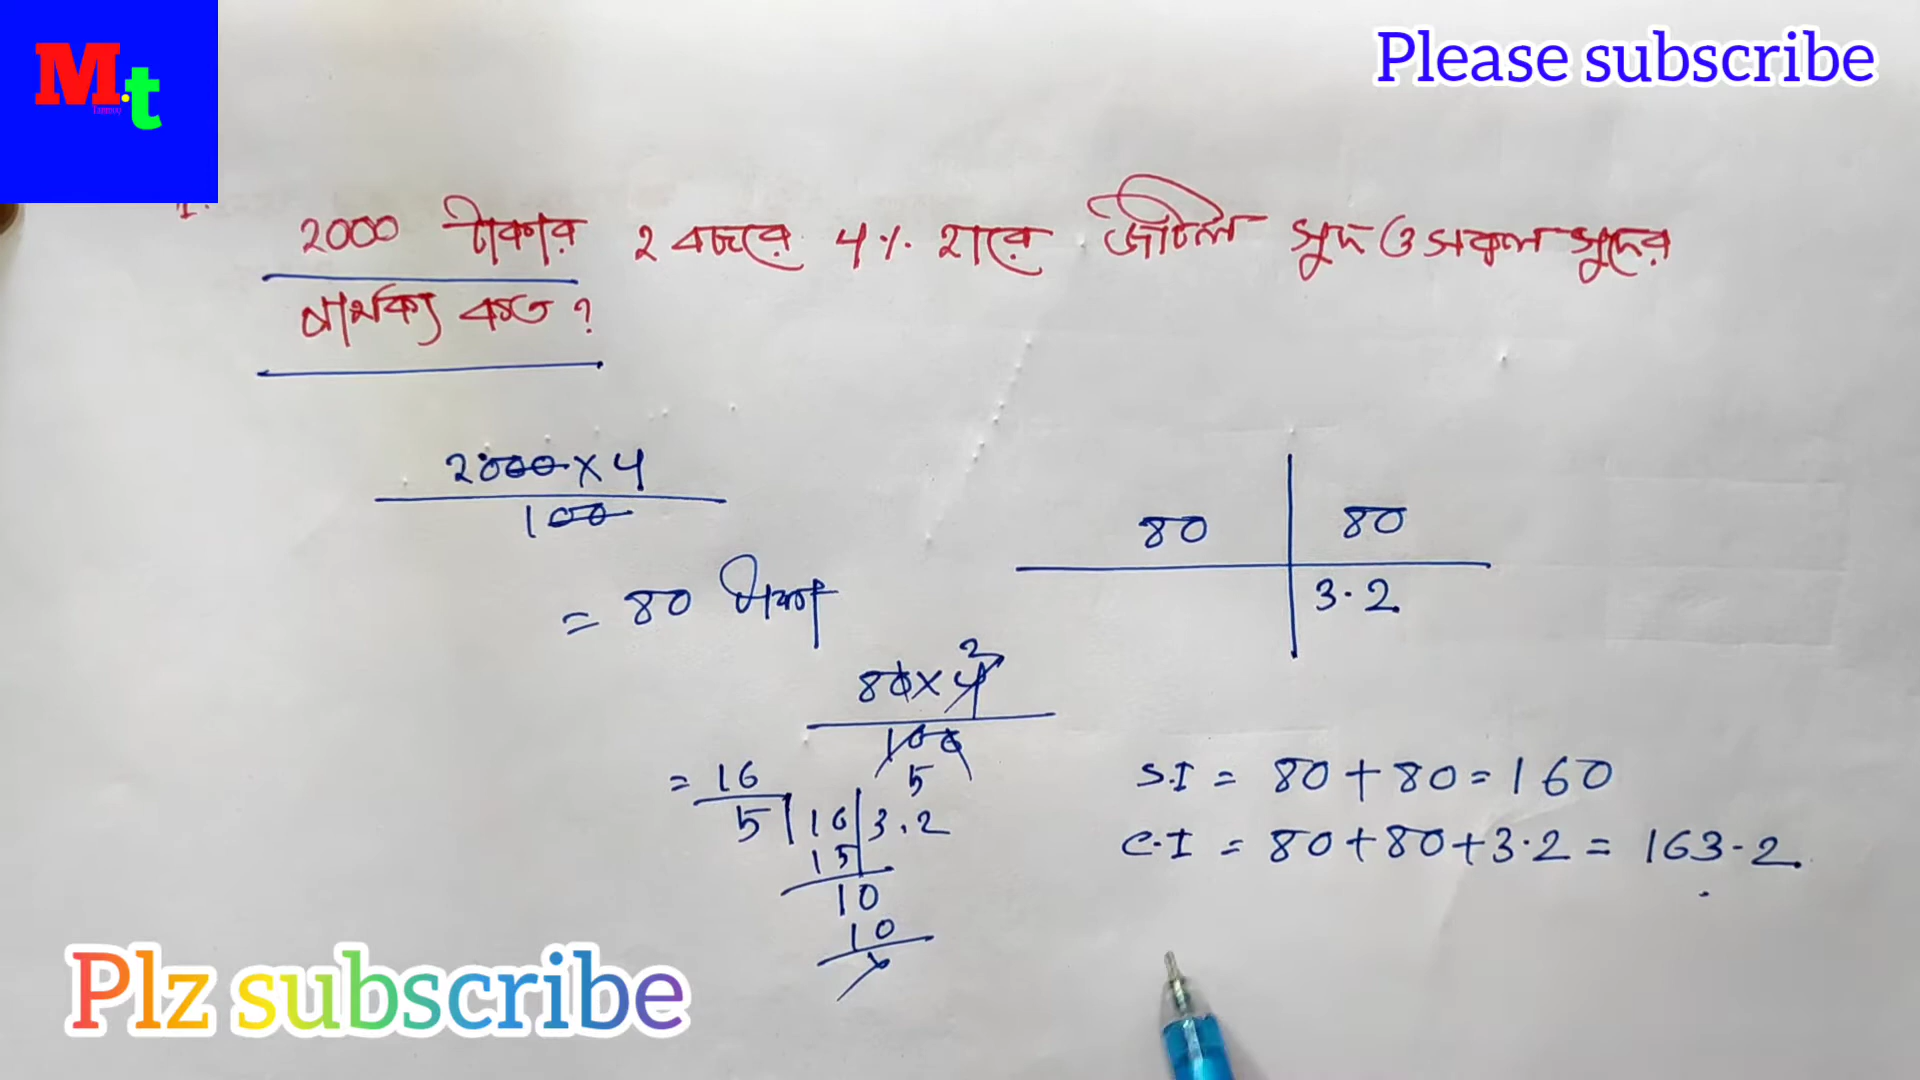 M.t
Please subscribe
1.
2000 টাকার 2 বছরে 4% হারে জটিল সুদ ও সরল সুদের
পার্থক্য কত ?
2000 x 4
100
= 80 টাকা
80 | 80
3.2
80 x 4 2
100
5
= 16
5 | 16 | 3.2
15
10
10
x
S.I = 80 + 80 = 160
C.I = 80 + 80 + 3.2 = 163.2
Plz subscribe